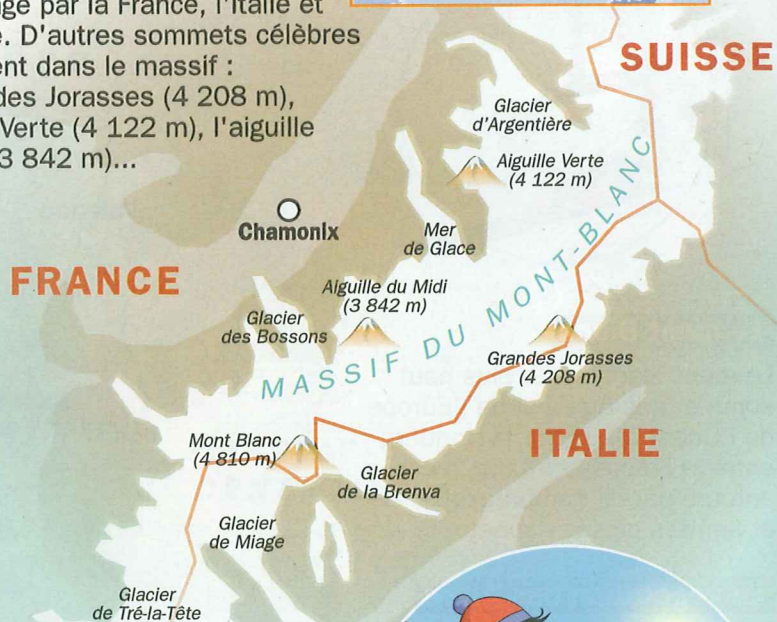 par la France, l'Italie et
D'autres sommets célèbres
dans le massif :
Jorasses (4 208 m),
Verte (4 122 m), l'aiguille
3 842 m)...
SUISSE
Glacier
d'Argentière
Aiguille Verte
(4 122 m)
Chamonix
Mer
de Glace
FRANCE
Aiguille du Midi
(3 842 m)
Glacier
des Bossons
MASSIF DU MONT-BLANC
Grandes Jorasses
(4 208 m)
ITALIE
Mont Blanc
(4 810 m)
Glacier
de la Brenva
Glacier
de Miage
Glacier
de Tré-la-Tête